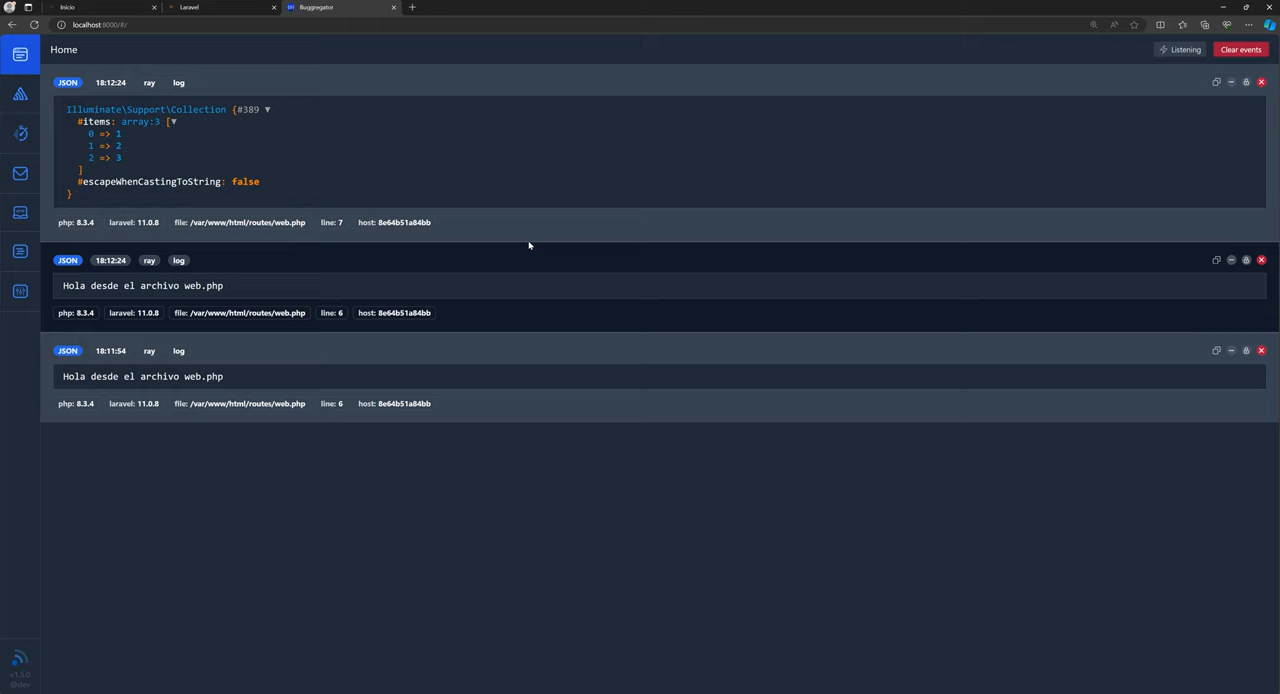 Inicio
Laravel
Buggregator
localhost:8000/#/
Home
Listening
Clear events
JSON 18:12:24 ray log
Illuminate\Support\Collection {#389 ▼
#items: array:3 [▼
0 => 1
1 => 2
2 => 3
]
#escapeWhenCastingToString: false
}
php: 8.3.4 laravel: 11.0.8 file: /var/www/html/routes/web.php line: 7 host: 8e64b51a84bb
JSON 18:12:24 ray log
Hola desde el archivo web.php
php: 8.3.4 laravel: 11.0.8 file: /var/www/html/routes/web.php line: 6 host: 8e64b51a84bb
JSON 18:11:54 ray log
Hola desde el archivo web.php
php: 8.3.4 laravel: 11.0.8 file: /var/www/html/routes/web.php line: 6 host: 8e64b51a84bb
v1.5.0
@dev